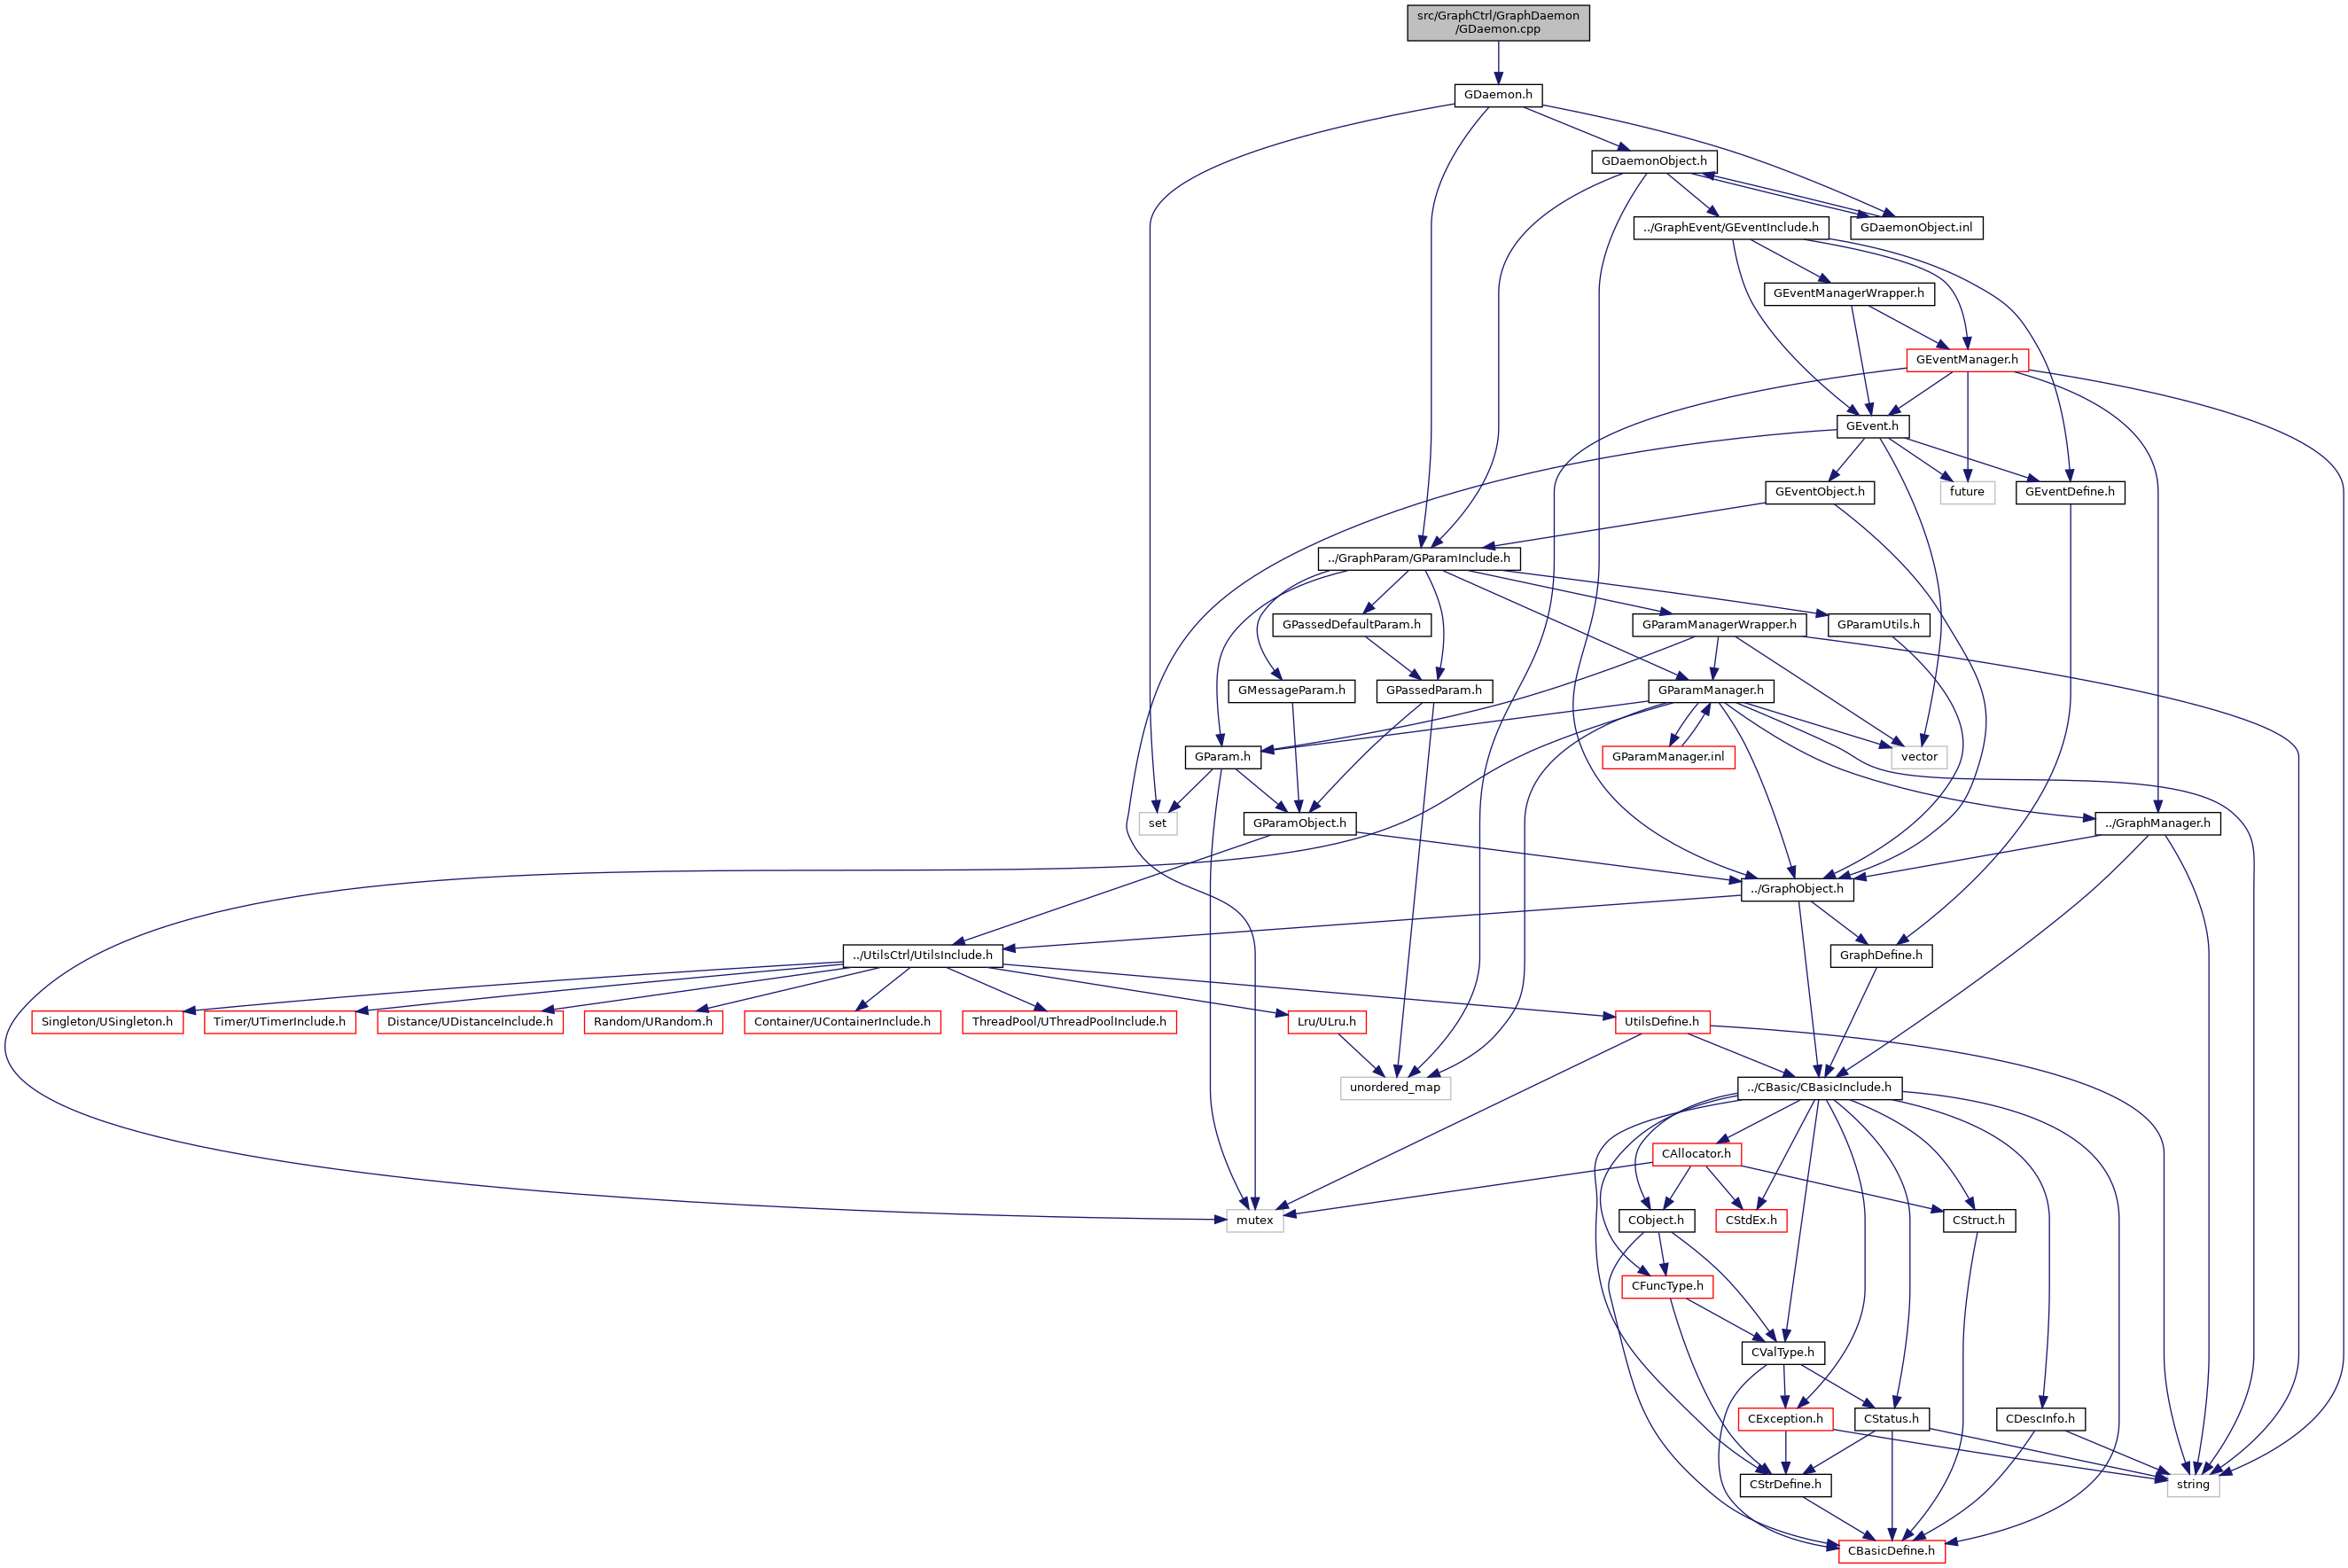 src/GraphCtrl/GraphDaemon
/GDaemon.cpp
GDaemon.h
GDaemonObject.h
../GraphEvent/GEventInclude.h
GDaemonObject.inl
GEventManagerWrapper.h
GEventManager.h
GEvent.h
GEventObject.h
future
GEventDefine.h
../GraphParam/GParamInclude.h
GPassedDefaultParam.h
GParamManagerWrapper.h
GParamUtils.h
GMessageParam.h
GPassedParam.h
GParamManager.h
GParam.h
GParamManager.inl
vector
set
GParamObject.h
../GraphManager.h
../GraphObject.h
../UtilsCtrl/UtilsInclude.h
GraphDefine.h
Singleton/USingleton.h
Timer/UTimerInclude.h
Distance/UDistanceInclude.h
Random/URandom.h
Container/UContainerInclude.h
ThreadPool/UThreadPoolInclude.h
Lru/ULru.h
UtilsDefine.h
unordered_map
../CBasic/CBasicInclude.h
CAllocator.h
mutex
CObject.h
CStdEx.h
CStruct.h
CFuncType.h
CValType.h
CException.h
CStatus.h
CDescInfo.h
CStrDefine.h
string
CBasicDefine.h